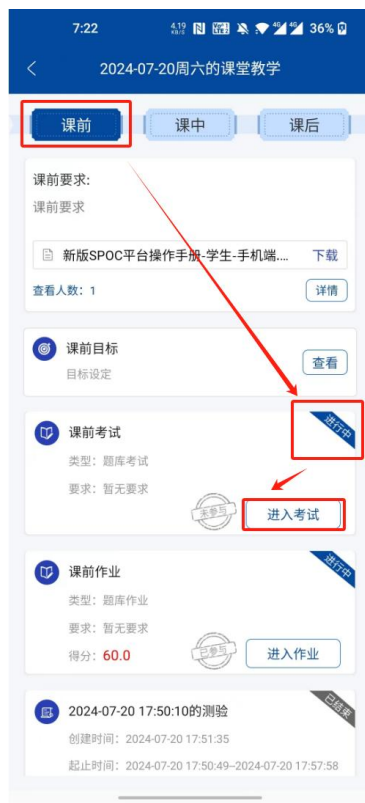 7:22
4.19
KB/S
36%
2024-07-20周六的课堂教学
课前
课中
课后
课前要求:
课前要求
新版SPOC平台操作手册-学生-手机端....
下载
查看人数: 1
详情
课前目标
目标设定
查看
进行中
课前考试
类型: 题库考试
要求: 暂无要求
未参与
进入考试
进行中
课前作业
类型: 题库作业
要求: 暂无要求
得分: 60.0
已参与
进入作业
已结束
2024-07-20 17:50:10的测验
创建时间: 2024-07-20 17:51:35
起止时间: 2024-07-20 17:50:49--2024-07-20 17:57:58